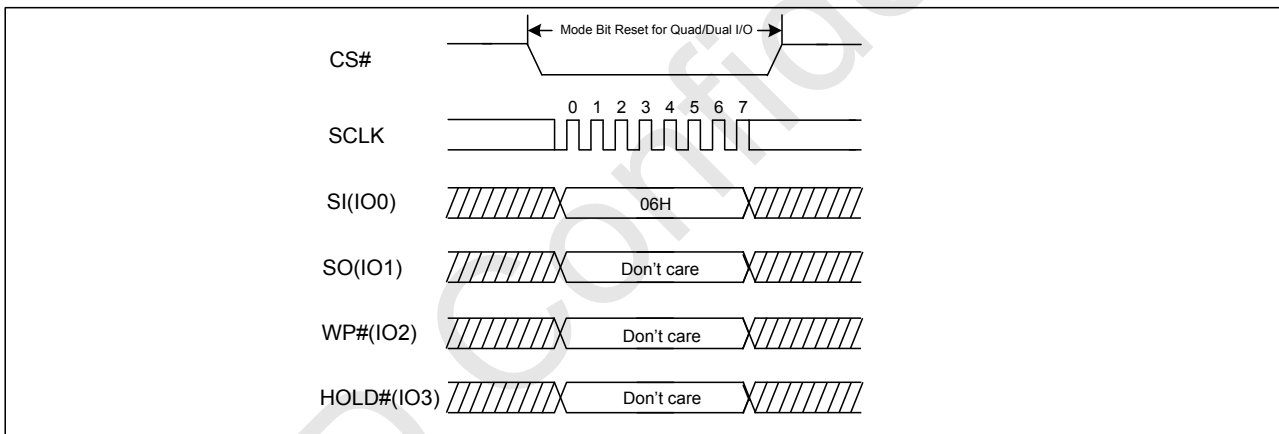 Mode Bit Reset for Quad/Dual I/O
CS#
0 1 2 3 4 5 6 7
SCLK
SI(IO0) 06H
SO(IO1) Don't care
WP#(IO2) Don't care
HOLD#(IO3) Don't care